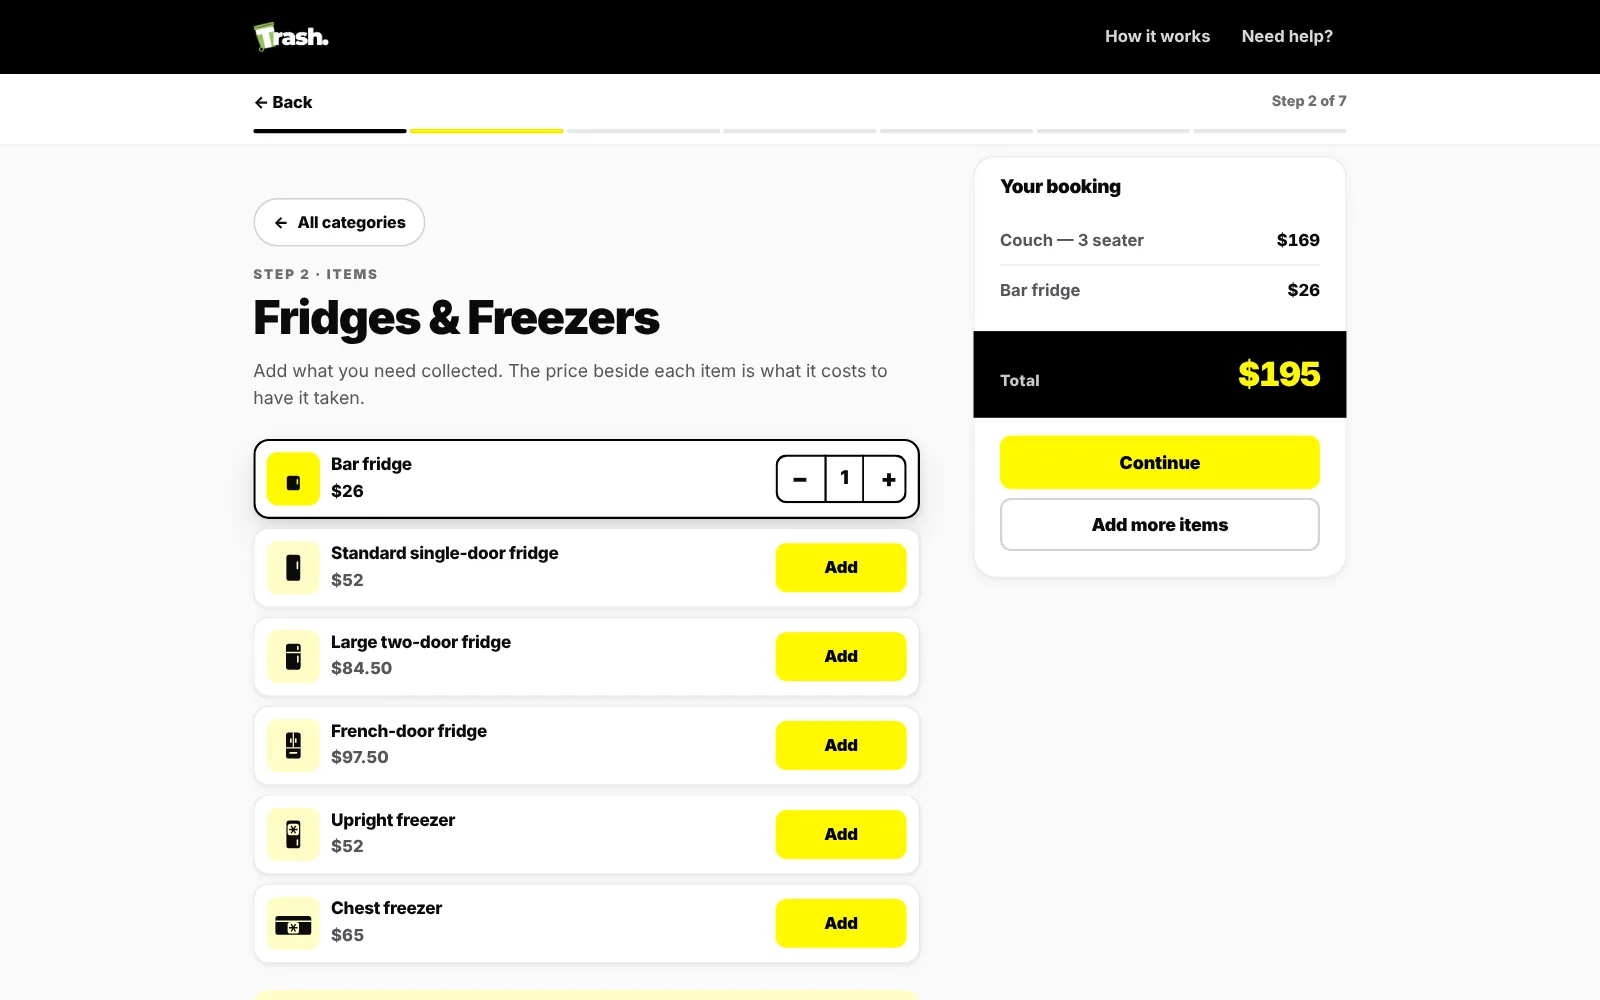 Trash.
How it works
Need help?
← Back
Step 2 of 7
← All categories
STEP 2 · ITEMS
Fridges & Freezers
Add what you need collected. The price beside each item is what it costs to
have it taken.
Bar fridge
$26
− 1 +
Standard single-door fridge
$52
Add
Large two-door fridge
$84.50
Add
French-door fridge
$97.50
Add
Upright freezer
$52
Add
Chest freezer
$65
Add
Your booking
Couch — 3 seater $169
Bar fridge $26
Total $195
Continue
Add more items